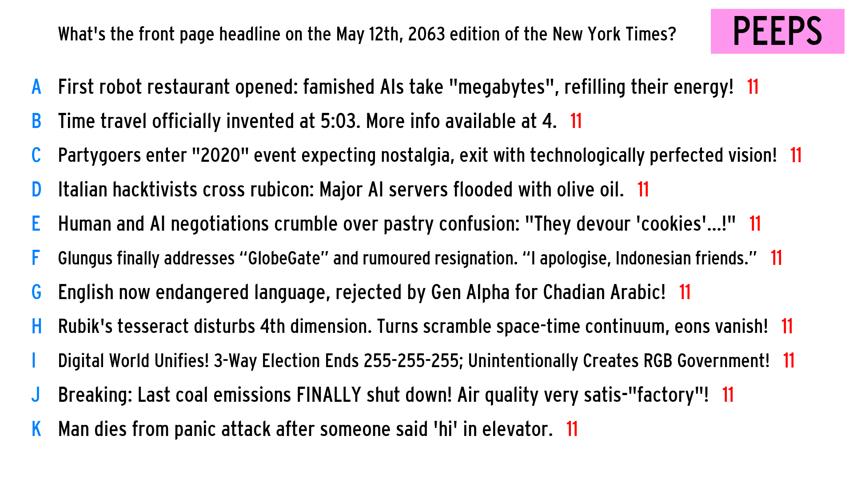 What's the front page headline on the May 12th, 2063 edition of the New York Times?
PEEPS
A First robot restaurant opened: famished AIs take "megabytes", refilling their energy! 11
B Time travel officially invented at 5:03. More info available at 4. 11
C Partygoers enter "2020" event expecting nostalgia, exit with technologically perfected vision! 11
D Italian hacktivists cross rubicon: Major AI servers flooded with olive oil. 11
E Human and AI negotiations crumble over pastry confusion: "They devour 'cookies'...!" 11
F Glungus finally addresses “GlobeGate” and rumoured resignation. “I apologise, Indonesian friends.” 11
G English now endangered language, rejected by Gen Alpha for Chadian Arabic! 11
H Rubik's tesseract disturbs 4th dimension. Turns scramble space-time continuum, eons vanish! 11
I Digital World Unifies! 3-Way Election Ends 255-255-255; Unintentionally Creates RGB Government! 11
J Breaking: Last coal emissions FINALLY shut down! Air quality very satis-"factory"! 11
K Man dies from panic attack after someone said 'hi' in elevator. 11